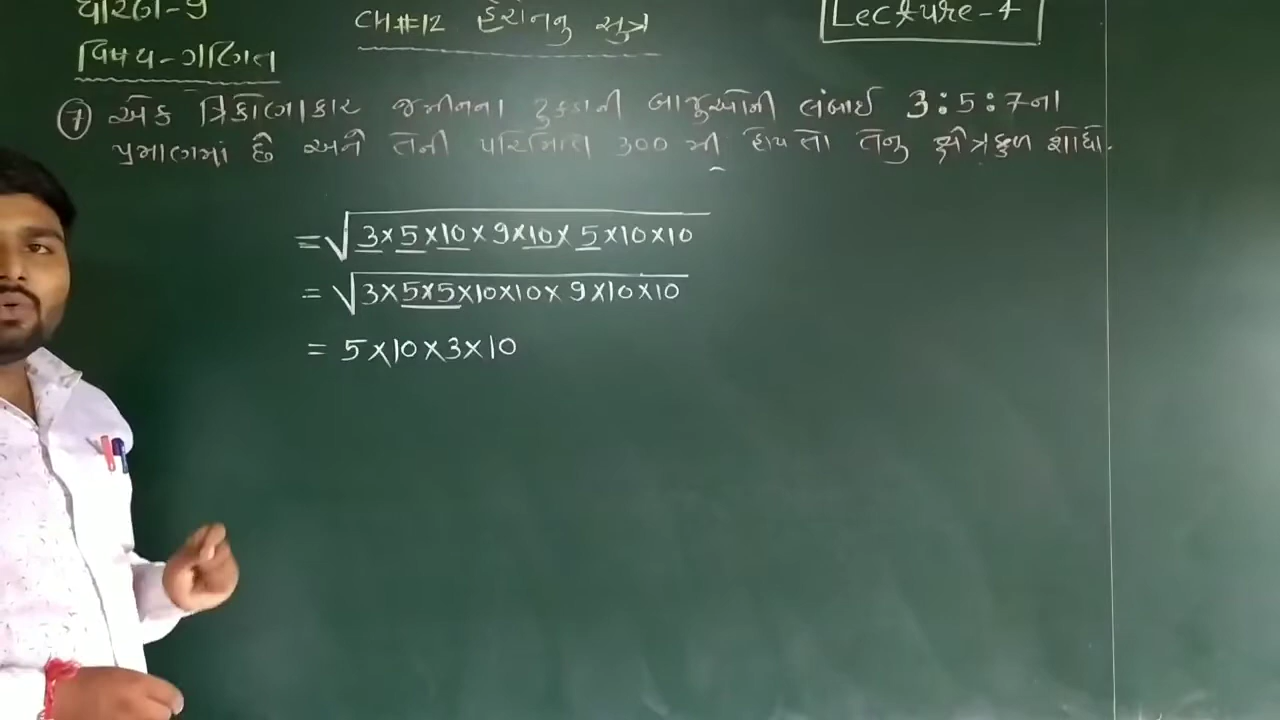 ધોરણ-9
CH#12 હેરોનનુ સુત્ર
Lecture-4
વિષય-ગણિત
⑦ એક ત્રિકોણાકાર જમીનના ટુકડાની બાજુઓની લંબાઈ 3:5:7ના
પ્રમાણમાં છે અને તેની પરિમિતિ 300 મી હોય તો તેનુ ક્ષેત્રફળ શોધો.
=√3×5×10×9×10×5×10×10
=√3×5×5×10×10×9×10×10
= 5×10×3×10